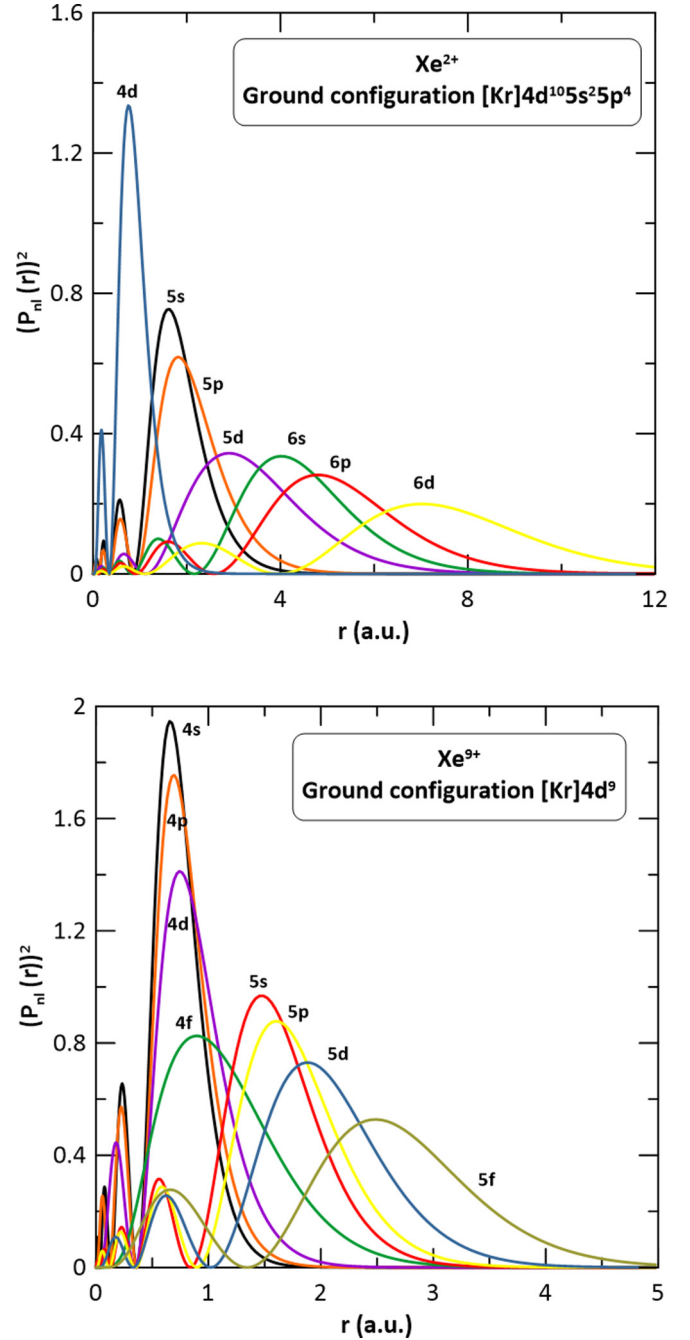 1.6
Xe²⁺
Ground configuration [Kr]4d¹⁰5s²5p⁴
4d
1.2
(Pₙₗ (r))²
0.8
5s
5p
0.4
5d
6s
6p
6d
0
0
4
8
12
r (a.u.)
2
4s
Xe⁹⁺
Ground configuration [Kr]4d⁹
1.6
4p
1.2
4d
(Pₙₗ (r))²
5s
5p
4f
5d
0.8
0.4
5f
0
0
1
2
3
4
5
r (a.u.)